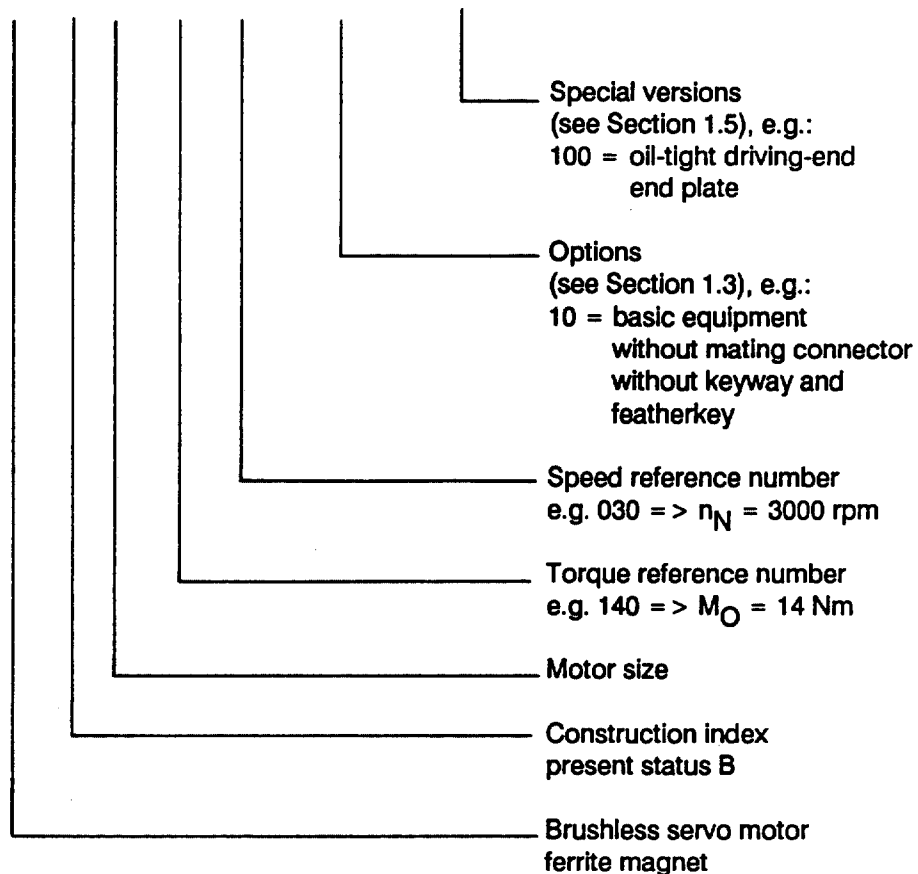 Special versions
(see Section 1.5), e.g.:
100 = oil-tight driving-end
end plate
Options
(see Section 1.3), e.g.:
10 = basic equipment
without mating connector
without keyway and
featherkey
Speed reference number
e.g. 030 = > nN = 3000 rpm
Torque reference number
e.g. 140 = > MO = 14 Nm
Motor size
Construction index
present status B
Brushless servo motor
ferrite magnet